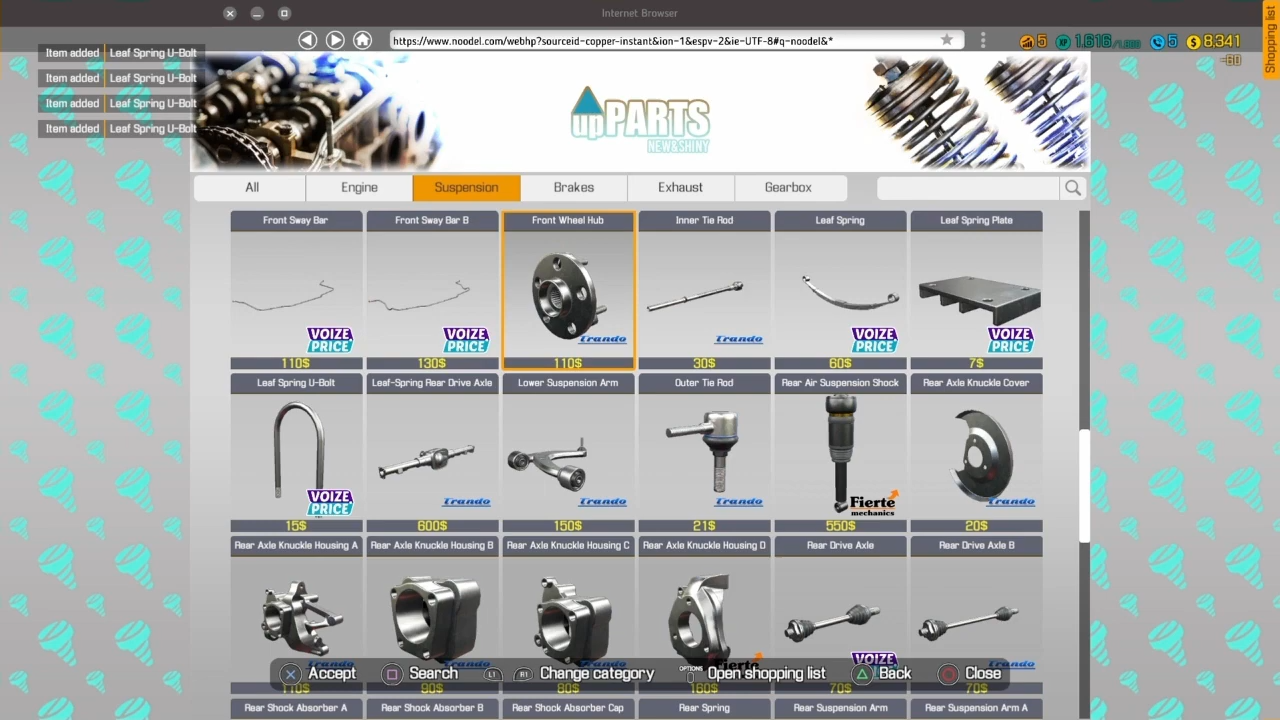 Internet Browser
https://www.noodel.com/webhp?sourceid-copper-instant&ion-1&espv-2&ie-UTF-8#q-noodel&*
5 XP 1,616 5 $ 8,341
-60
Shopping list
Item added Leaf Spring U-Bolt
Item added Leaf Spring U-Bolt
Item added Leaf Spring U-Bolt
Item added Leaf Spring U-Bolt
upPARTS
NEW&SHINY
All Engine Suspension Brakes Exhaust Gearbox
Front Sway Bar Front Sway Bar B Front Wheel Hub Inner Tie Rod Leaf Spring Leaf Spring Plate
VOIZE PRICE VOIZE PRICE Trando Trando VOIZE PRICE VOIZE PRICE
110$ 130$ 110$ 30$ 60$ 7$
Leaf Spring U-Bolt Leaf-Spring Rear Drive Axle Lower Suspension Arm Outer Tie Rod Rear Air Suspension Shock Rear Axle Knuckle Cover
VOIZE PRICE Trando Trando Trando Fierte mechanics Trando
15$ 600$ 150$ 21$ 550$ 20$
Rear Axle Knuckle Housing A Rear Axle Knuckle Housing B Rear Axle Knuckle Housing C Rear Axle Knuckle Housing D Rear Drive Axle Rear Drive Axle B
Accept Search L1 R1 Change category OPTIONS Open shopping list Back Close
110$ 90$ 80$ 160$ 70$ 70$
Rear Shock Absorber A Rear Shock Absorber B Rear Shock Absorber Cap Rear Spring Rear Suspension Arm Rear Suspension Arm A